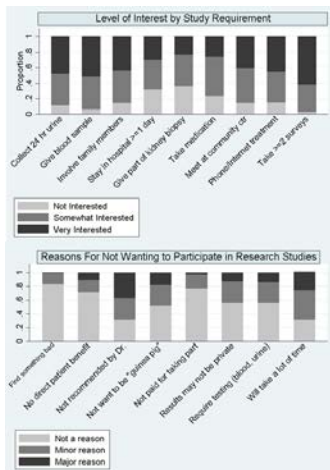 Level of Interest by Study Requirement
Proportion
1
.8
.6
.4
.2
0
Collect 24 hr urine
Give blood sample
Involve family members
Stay in hospital >=1 day
Give part of kidney biopsy
Take medication
Meet at community ctr
Phone/Internet treatment
Take >=2 surveys
Not Interested
Somewhat Interested
Very Interested
Reasons For Not Wanting to Participate in Research Studies
1
.8
.6
.4
.2
0
Find something bad
No direct patient benefit
Not recommended by Dr.
Not want to be "guinea pig"
Not paid for taking part
Results may not be private
Require testing (blood, urine)
Will take a lot of time
Not a reason
Minor reason
Major reason